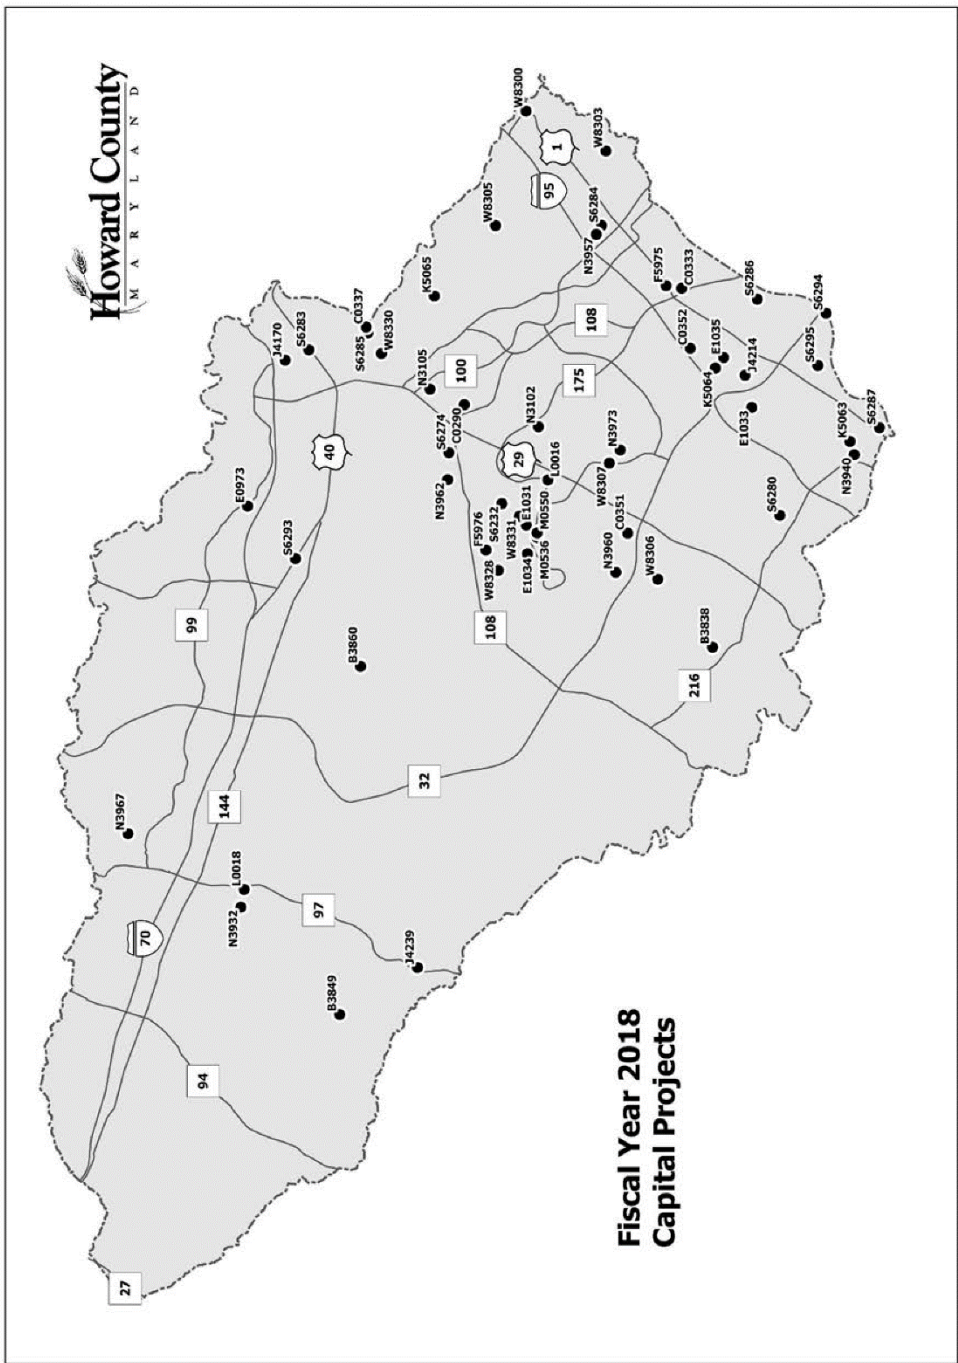 Howard County
MARYLAND
N3967
27
70
99
94
144
N3932
L0018
E0973
J4170
S6293
S6283
97
40
B3849
B3860
C0337
S6285
W8330
J4239
N3105
32
K5065
N3962
S6274
C0290
100
F5976
W8305
W8328
108
S6232
W8331
29
W8300
E1034
E1031
N3102
M0536
M0550
95
L0016
1
175
N3957
108
S6284
W8303
W8307
N3960
N3973
C0351
Fiscal Year 2018
Capital Projects
W8306
F5975
C0352
C0333
216
B3838
K5064
E1035
E1033
S6286
J4214
S6280
S6295
S6294
N3940
K5063
S6287